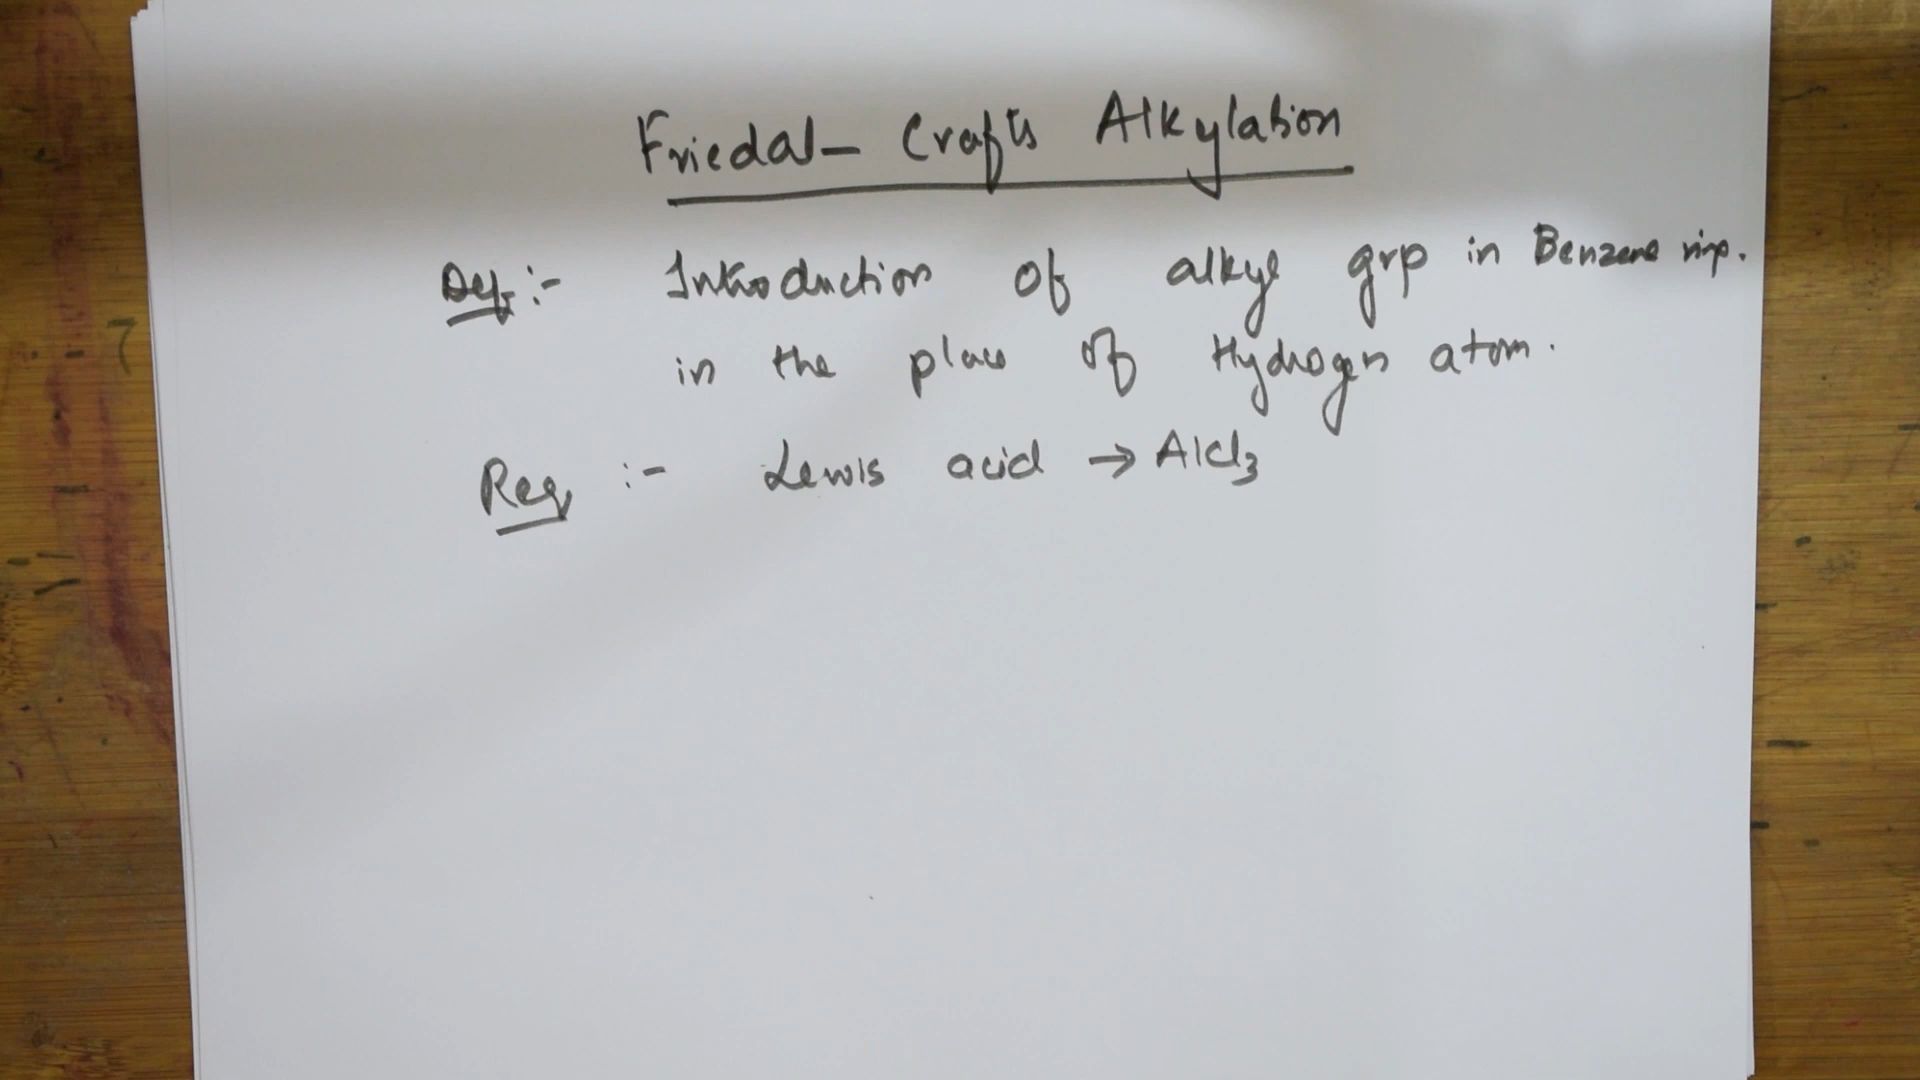 Friedal- Crafts Alkylation
Def :- Introduction of alkyl grp in Benzene ring.
in the place of Hydrogen atom.
Req :- Lewis acid → AlCl3